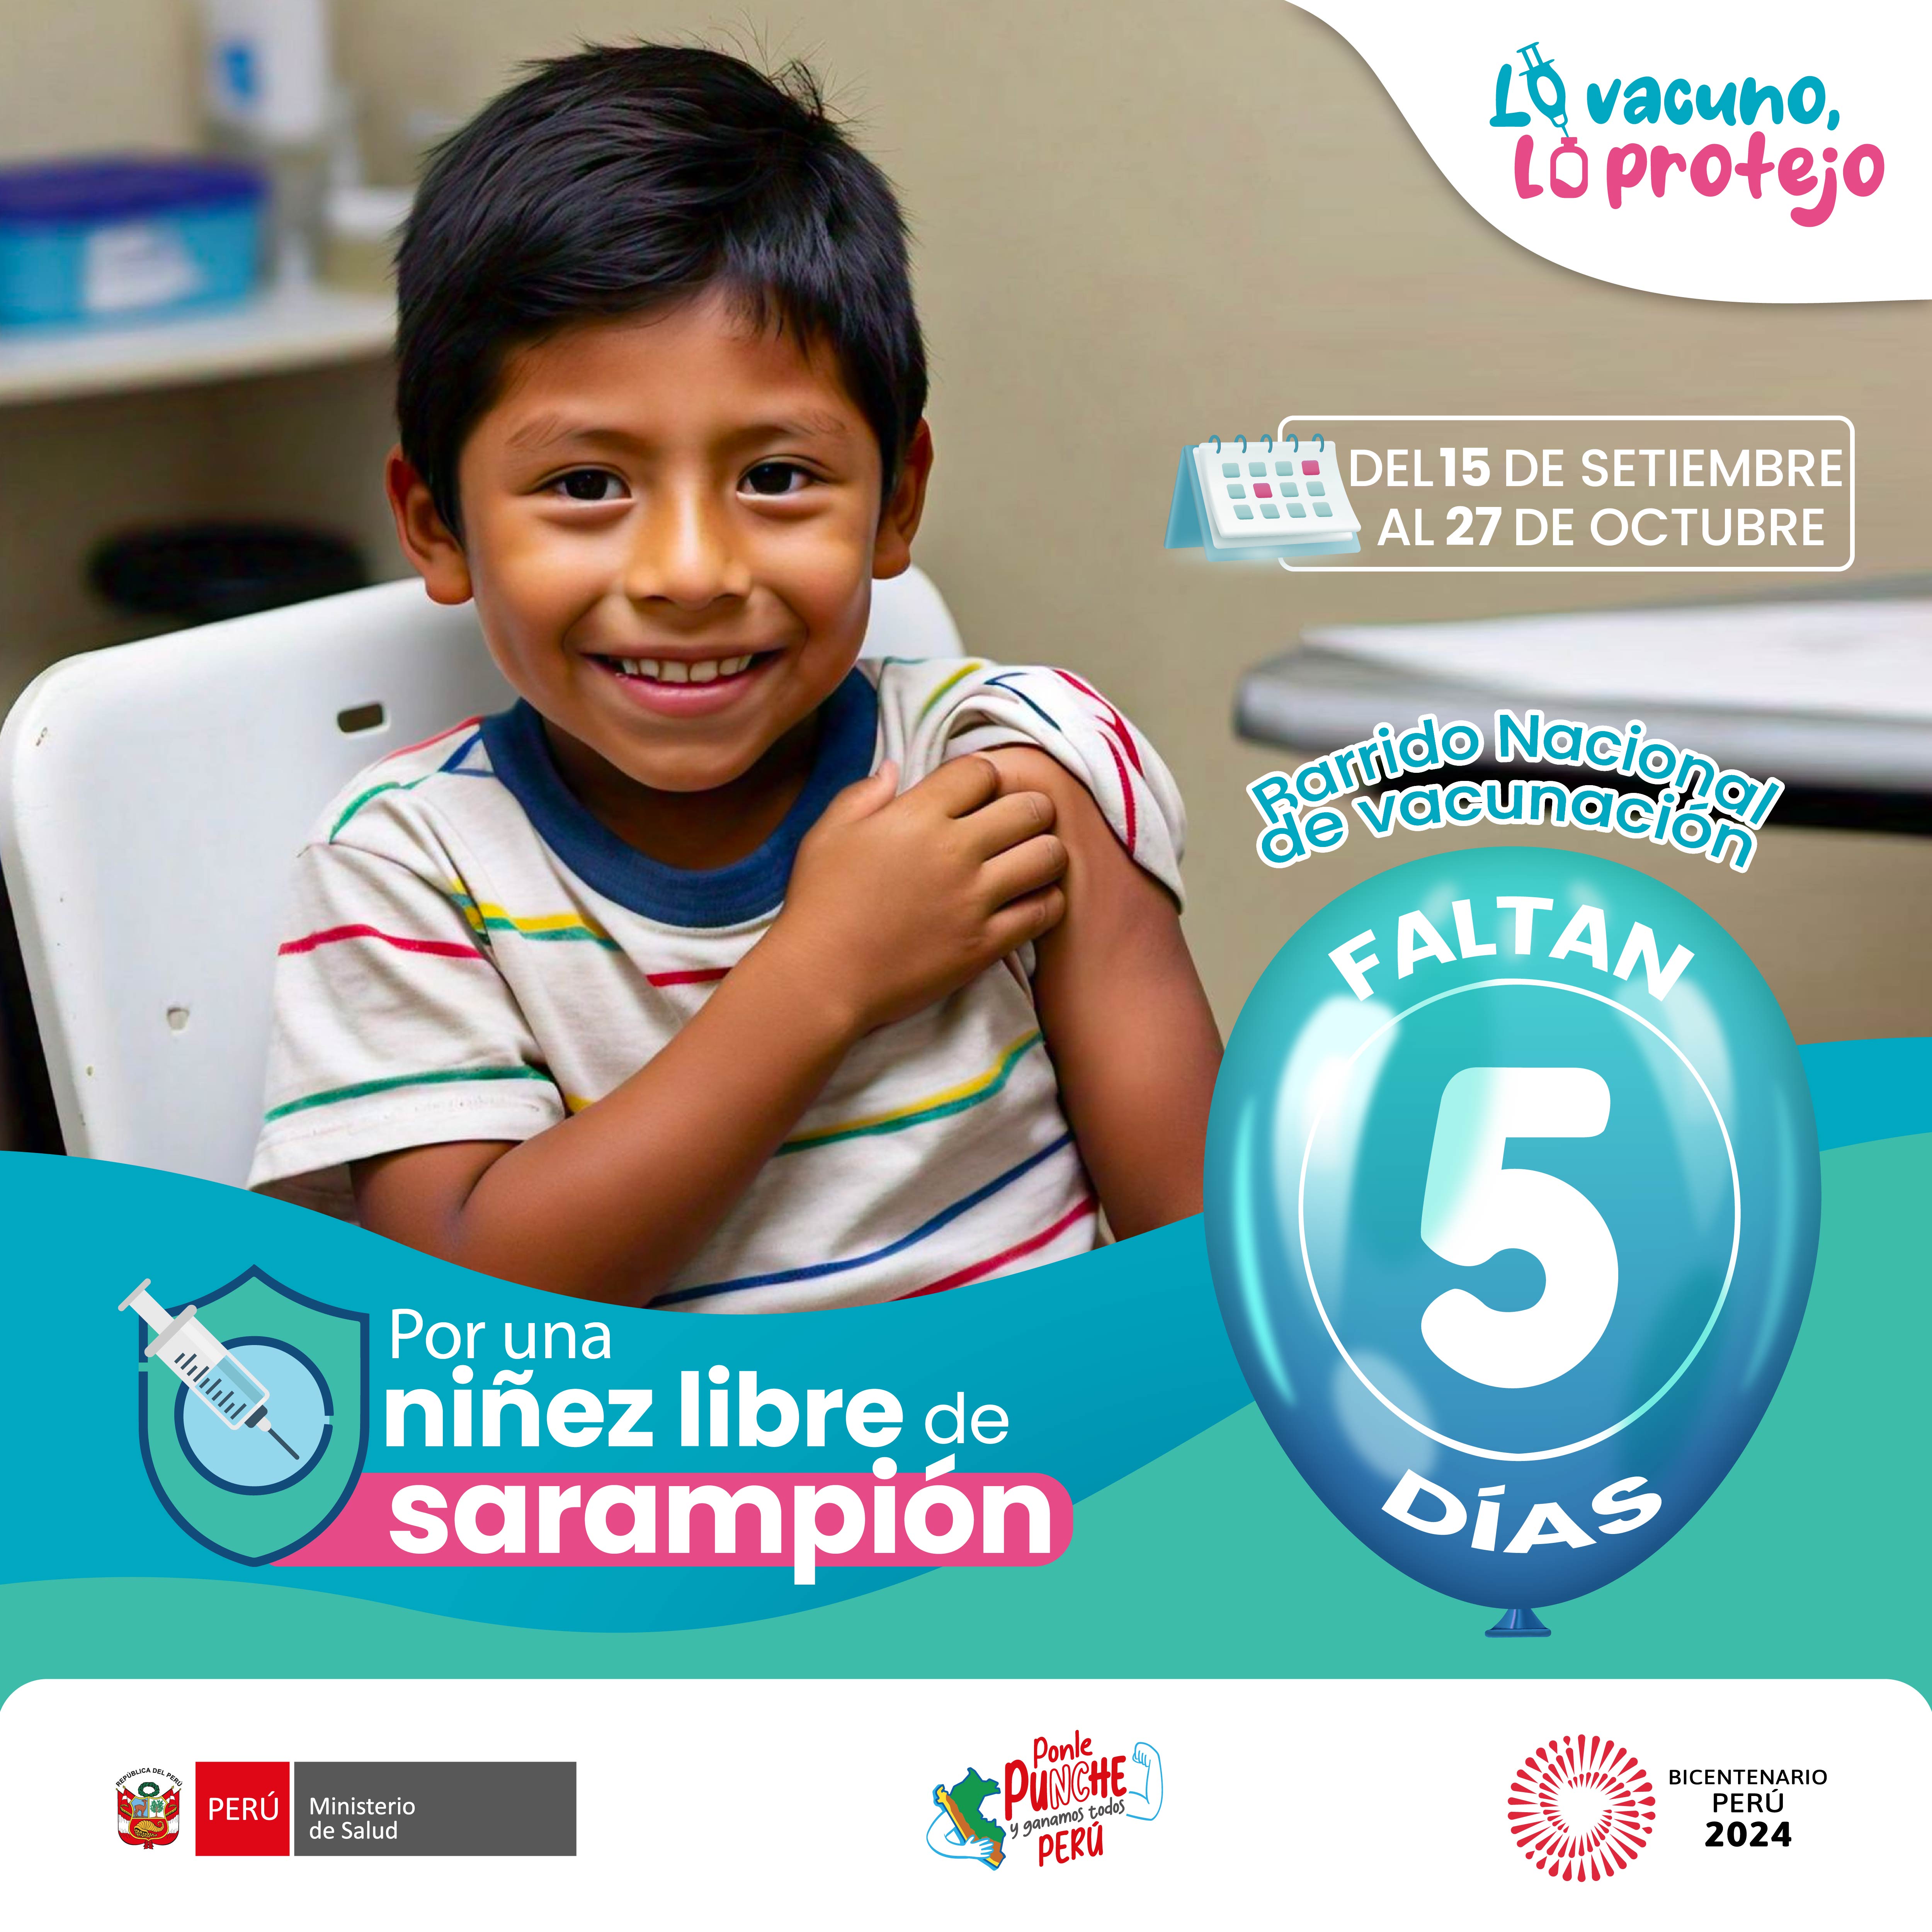 Lo vacuno,
Lo protejo
DEL 15 DE SETIEMBRE
AL 27 DE OCTUBRE
Barrido Nacional
de vacunación
FALTAN
5
DÍAS
Por una
niñez libre de
sarampión
REPÚBLICA DEL PERÚ
PERÚ
Ministerio
de Salud
Ponle
PUNCHE
y ganamos todos
PERÚ
BICENTENARIO
PERÚ
2024